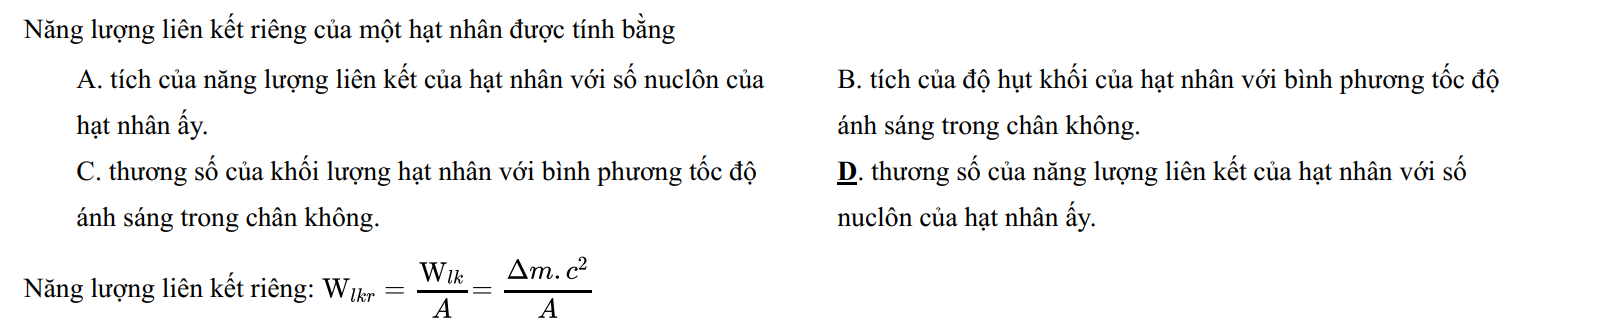 Năng lượng liên kết riêng của một hạt nhân được tính bằng
A. tích của năng lượng liên kết của hạt nhân với số nuclôn của
hạt nhân ấy.
B. tích của độ hụt khối của hạt nhân với bình phương tốc độ
ánh sáng trong chân không.
C. thương số của khối lượng hạt nhân với bình phương tốc độ
ánh sáng trong chân không.
D. thương số của năng lượng liên kết của hạt nhân với số
nuclôn của hạt nhân ấy.
Năng lượng liên kết riêng: $W_{lkr} = \frac{W_{lk}}{A} = \frac{\Delta m.c^2}{A}$